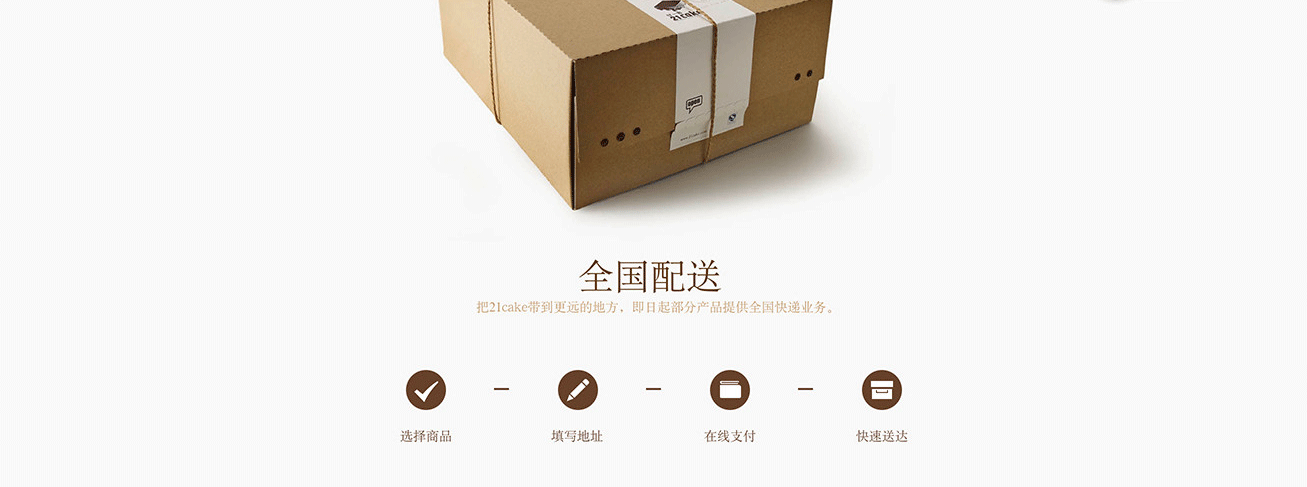 21cake
open
全国配送
把21cake带到更远的地方，即日起部分产品提供全国快递业务。
选择商品
填写地址
在线支付
快速送达